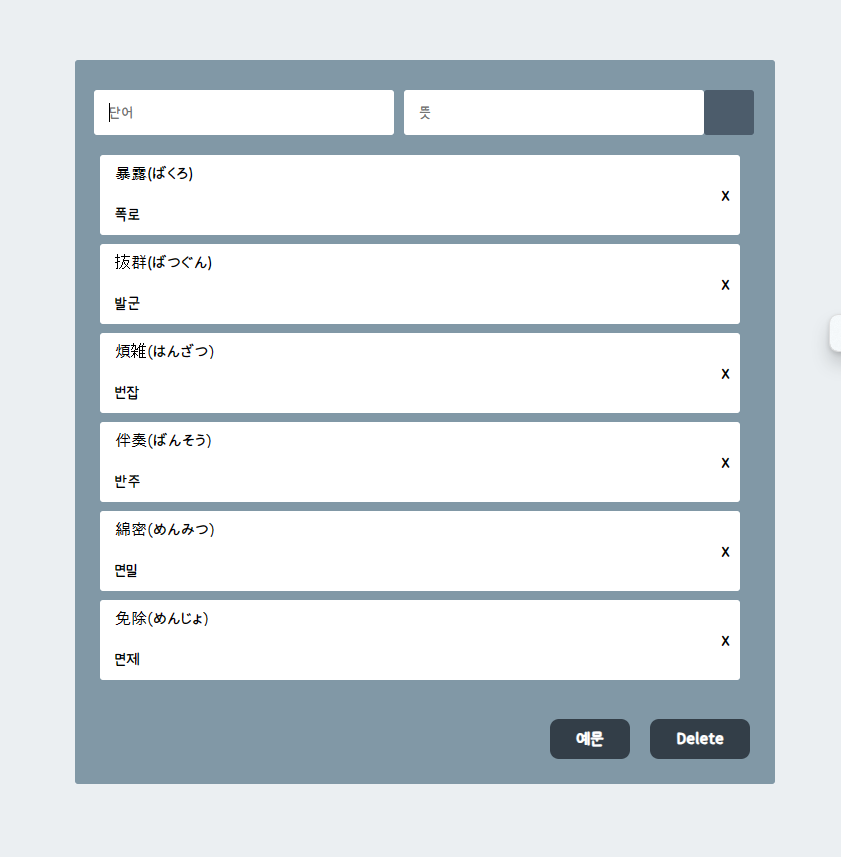 단어
뜻
暴露(ばくろ)
폭로
X
抜群(ばつぐん)
발군
X
煩雑(はんざつ)
번잡
X
伴奏(ばんそう)
반주
X
綿密(めんみつ)
면밀
X
免除(めんじょ)
면제
X
예문
Delete